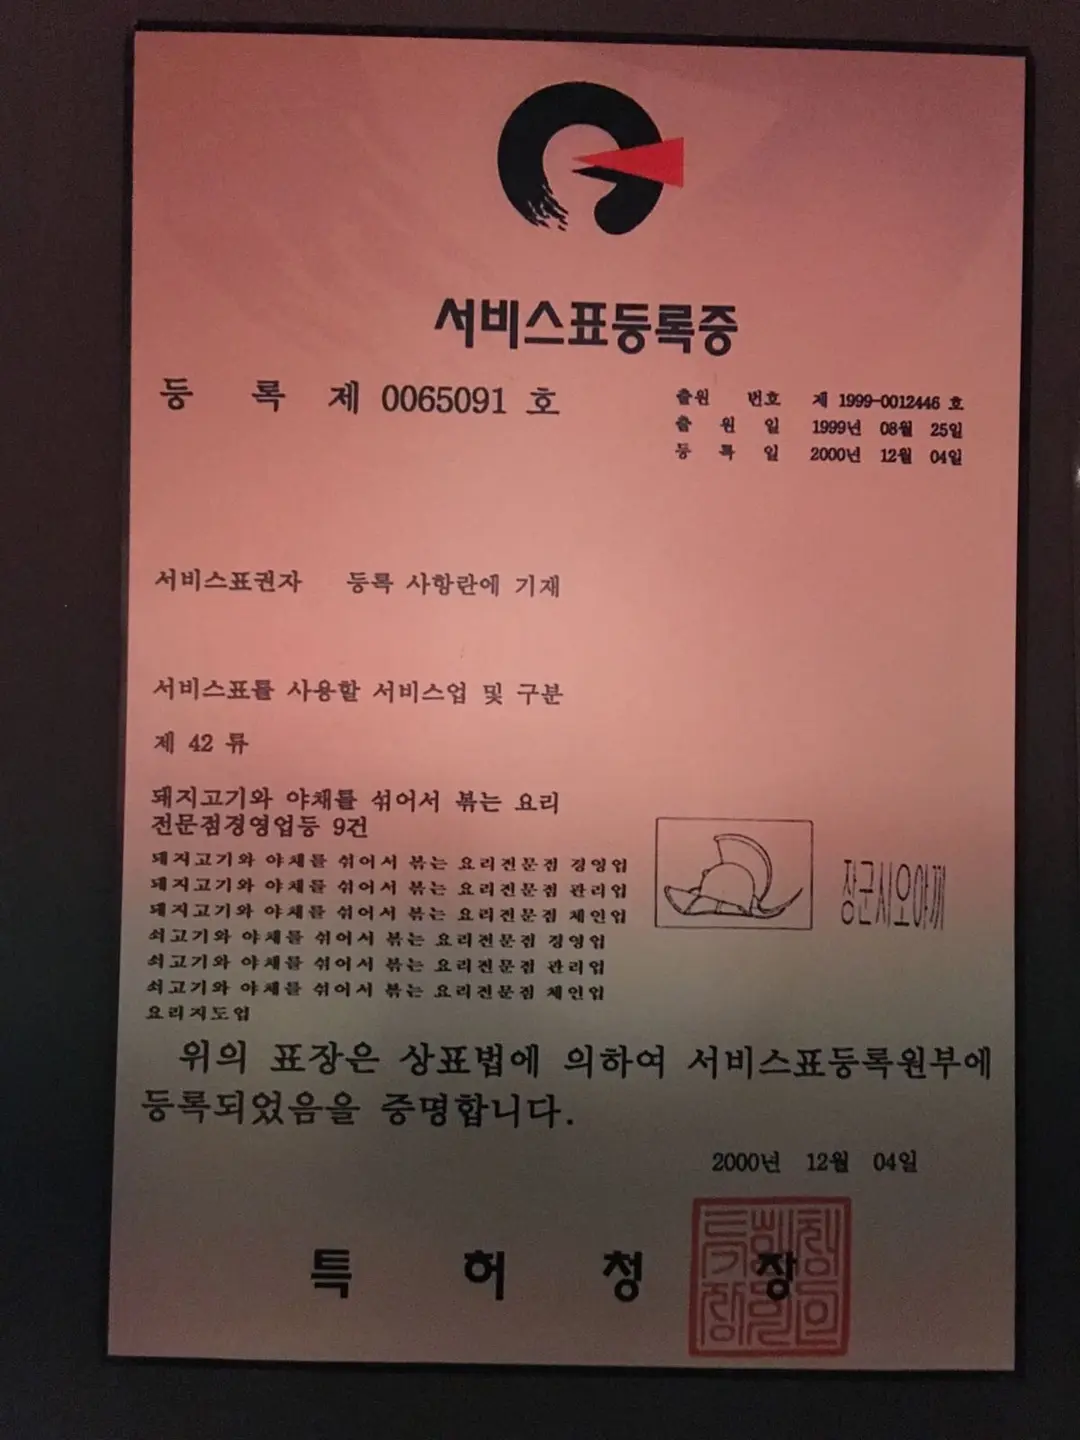 서비스표등록증
등 록 제 0065091 호
출원 번호 제 1999-0012446 호
출 원 일 1999년 08월 25일
등 록 일 2000년 12월 04일
서비스표권자 등록 사항란에 기재
서비스표를 사용할 서비스업 및 구분
제 42 류
돼지고기와 야채를 섞어서 볶는 요리
전문점경영업등 9건
돼지고기와 야채를 섞어서 볶는 요리전문점 경영업
돼지고기와 야채를 섞어서 볶는 요리전문점 관리업
돼지고기와 야채를 섞어서 볶는 요리전문점 체인업
쇠고기와 야채를 섞어서 볶는 요리전문점 경영업
쇠고기와 야채를 섞어서 볶는 요리전문점 관리업
쇠고기와 야채를 섞어서 볶는 요리전문점 체인업
요리지도업
장군시오야끼
위의 표장은 상표법에 의하여 서비스표등록원부에
등록되었음을 증명합니다.
2000년 12월 04일
특 허 청 장